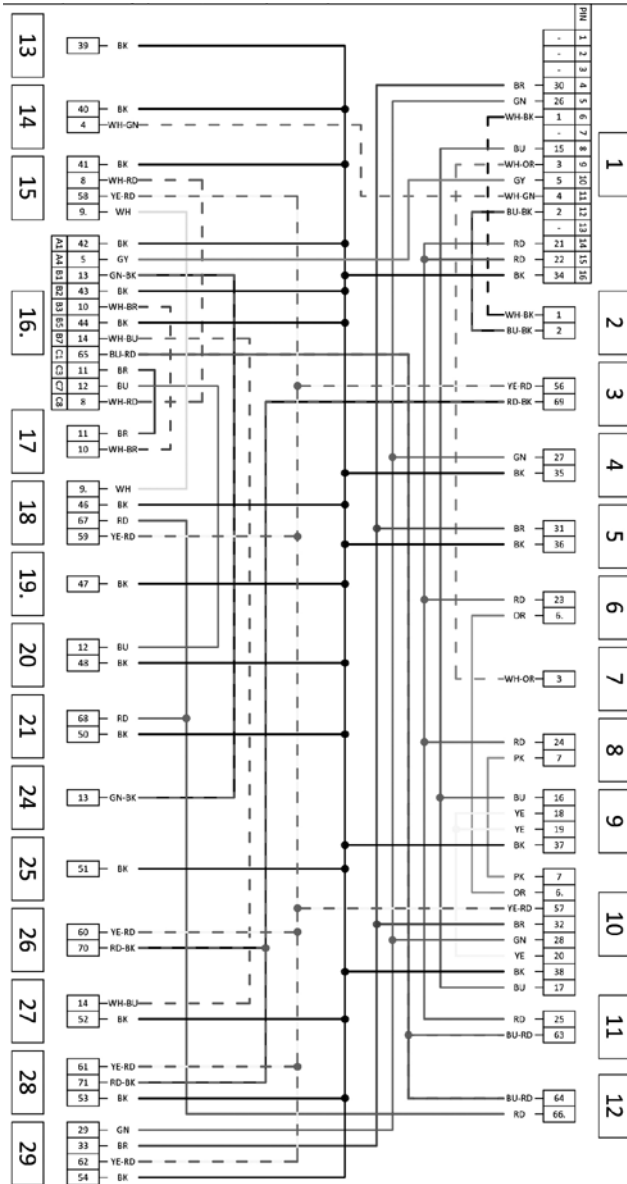 13
39 BK
14
40 BK
4 WH-GN
15
41 BK
8 WH-RD
58 YE-RD
9. WH
16.
A1 42 BK
A4 5 GY
B1 13 GN-BK
B2 43 BK
B3 10 WH-BR
B5 44 BK
B7 14 WH-BU
C1 65 BU-RD
C3 11 BR
C7 12 BU
C8 8 WH-RD
17
11 BR
10 WH-BR
18
9. WH
46 BK
67 RD
59 YE-RD
19.
47 BK
20
12 BU
48 BK
21
68 RD
50 BK
24
13 GN-BK
25
51 BK
26
60 YE-RD
70 RD-BK
27
14 WH-BU
52 BK
28
61 YE-RD
71 RD-BK
53 BK
29
29 GN
33 BR
62 YE-RD
54 BK
PIN
1
- 1
- 2
- 3
BR 30 4
GN 26 5
WH-BK 1 6
- 7
BU 15 8
WH-OR 3 9
GY 5 10
WH-GN 4 11
BU-BK 2 12
- 13
RD 21 14
RD 22 15
BK 34 16
2
WH-BK 1
BU-BK 2
3
YE-RD 56
RD-BK 69
4
GN 27
BK 35
5
BR 31
BK 36
6
RD 23
OR 6.
7
WH-OR 3
8
RD 24
PK 7
9
BU 16
YE 18
YE 19
BK 37
10
PK 7
OR 6.
YE-RD 57
BR 32
GN 28
YE 20
BK 38
BU 17
11
RD 25
BU-RD 63
12
BU-RD 64
RD 66.